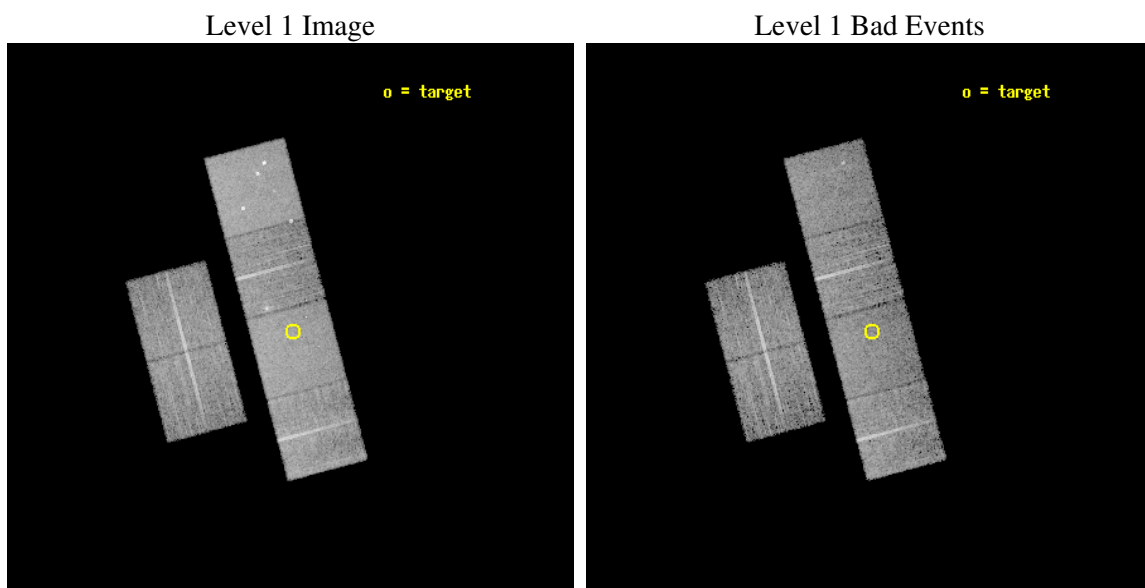 Level 1 Image
Level 1 Bad Events
o = target
o = target